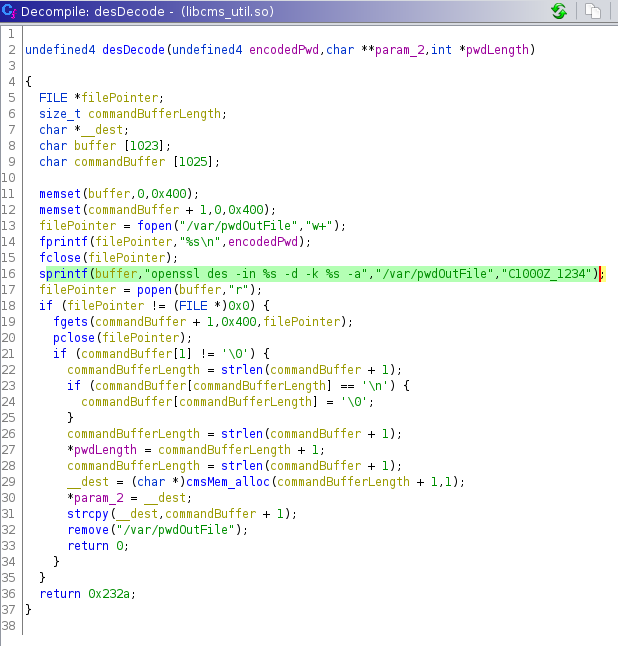 Decompile: desDecode - (libcms_util.so)
1
2 undefined4 desDecode(undefined4 encodedPwd,char **param_2,int *pwdLength)
3
4 {
5 FILE *filePointer;
6 size_t commandBufferLength;
7 char *__dest;
8 char buffer [1023];
9 char commandBuffer [1025];
10
11 memset(buffer,0,0x400);
12 memset(commandBuffer + 1,0,0x400);
13 filePointer = fopen("/var/pwdOutFile","w+");
14 fprintf(filePointer,"%s\n",encodedPwd);
15 fclose(filePointer);
16 sprintf(buffer,"openssl des -in %s -d -k %s -a","/var/pwdOutFile","C1000Z_1234");
17 filePointer = popen(buffer,"r");
18 if (filePointer != (FILE *)0x0) {
19 fgets(commandBuffer + 1,0x400,filePointer);
20 pclose(filePointer);
21 if (commandBuffer[1] != '\0') {
22 commandBufferLength = strlen(commandBuffer + 1);
23 if (commandBuffer[commandBufferLength] == '\n') {
24 commandBuffer[commandBufferLength] = '\0';
25 }
26 commandBufferLength = strlen(commandBuffer + 1);
27 *pwdLength = commandBufferLength + 1;
28 commandBufferLength = strlen(commandBuffer + 1);
29 __dest = (char *)cmsMem_alloc(commandBufferLength + 1,1);
30 *param_2 = __dest;
31 strcpy(__dest,commandBuffer + 1);
32 remove("/var/pwdOutFile");
33 return 0;
34 }
35 }
36 return 0x232a;
37 }
38